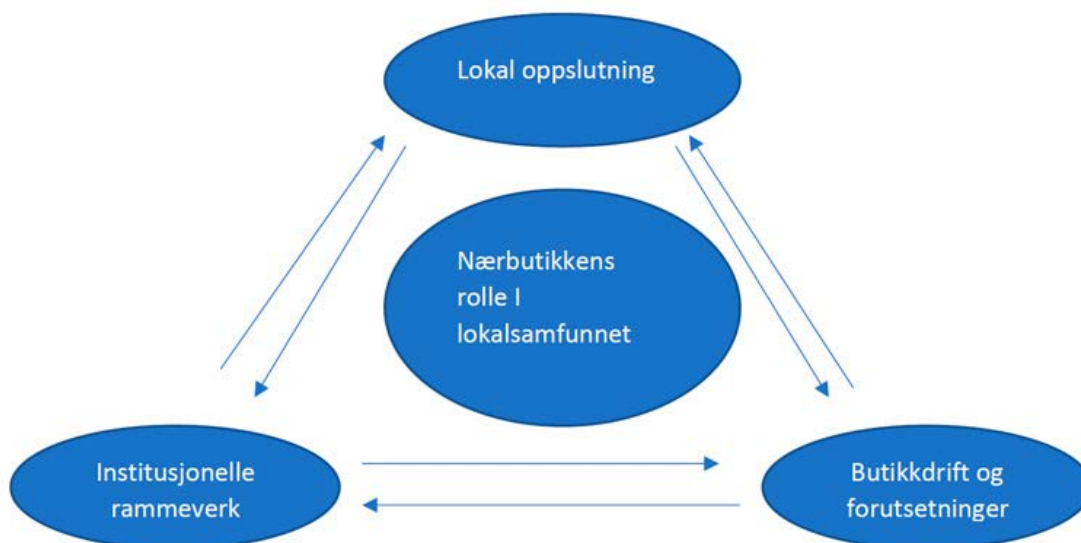 Lokal oppslutning
Nærbutikkens
rolle I
lokalsamfunnet
Institusjonelle
rammeverk
Butikkdrift og
forutsetninger